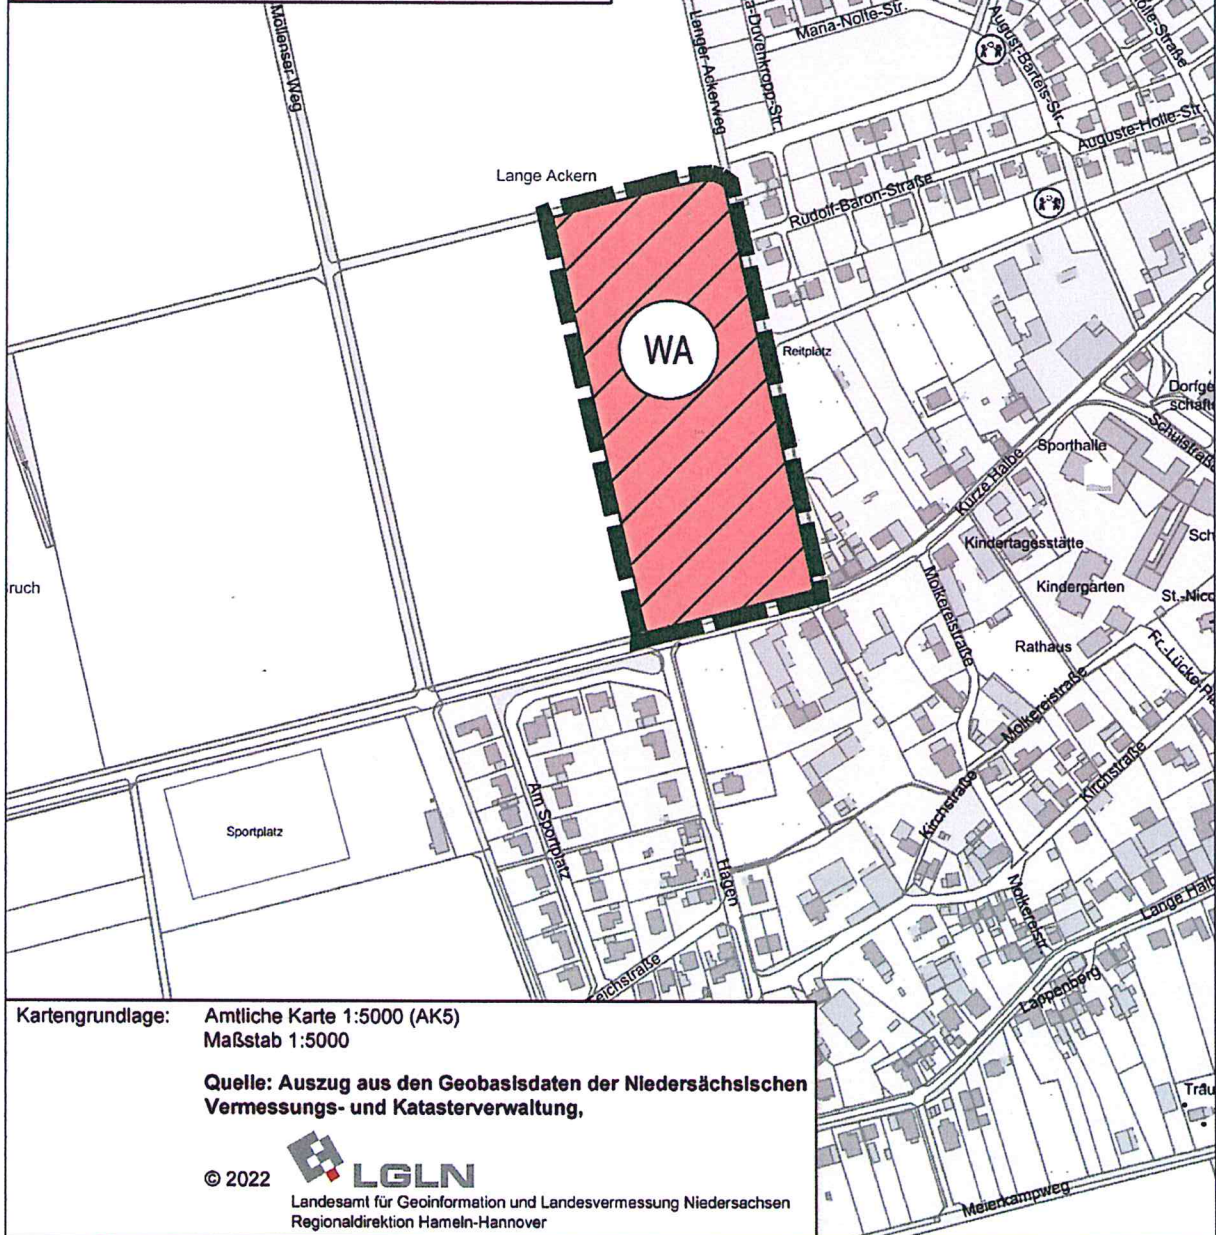 Möllenser Weg
Langer-Ackerweg
Maria-Nolte-Str.
August-Bartels-Str.
Auguste-Holle-Str.
Lange Ackern
Rudolf-Baron-Straße
WA
Reitplatz
Kurze Halbe
Sporthalle
Schulstraße
Kindertagesstätte
Kindergarten
Rathaus
Molkereistraße
Molkereistraße
Kirchstraße
Kirchstraße
Sportplatz
Am Sportplatz
Hagen
Molkereistr.
Lappenberg
Meierkampweg
Kartengrundlage: Amtliche Karte 1:5000 (AK5)
Maßstab 1:5000
Quelle: Auszug aus den Geobasisdaten der Niedersächsischen
Vermessungs- und Katasterverwaltung,
© 2022 LGLN
Landesamt für Geoinformation und Landesvermessung Niedersachsen
Regionaldirektion Hameln-Hannover